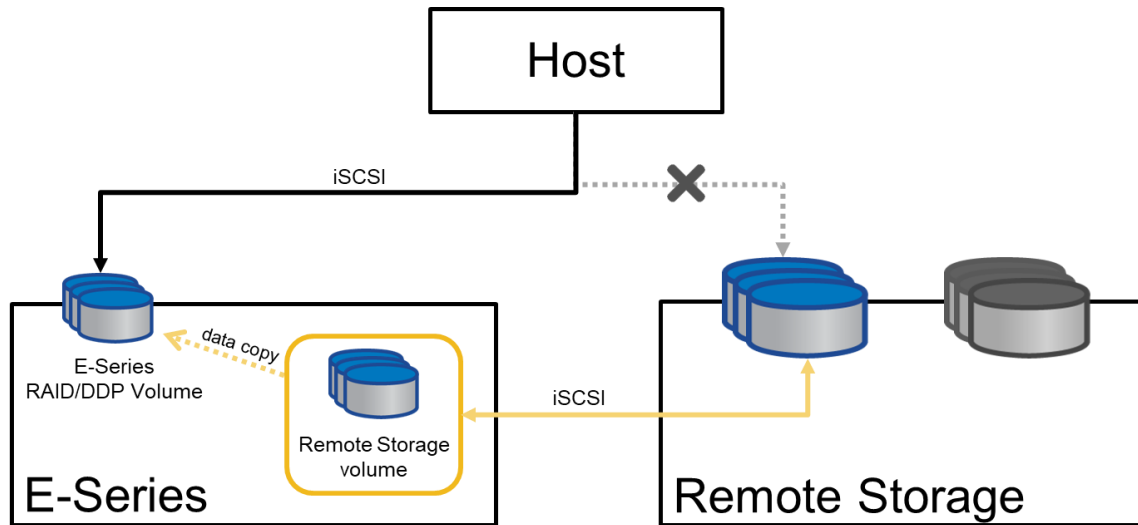 Host
iSCSI
data copy
E-Series
RAID/DDP Volume
Remote Storage
volume
iSCSI
E-Series
Remote Storage